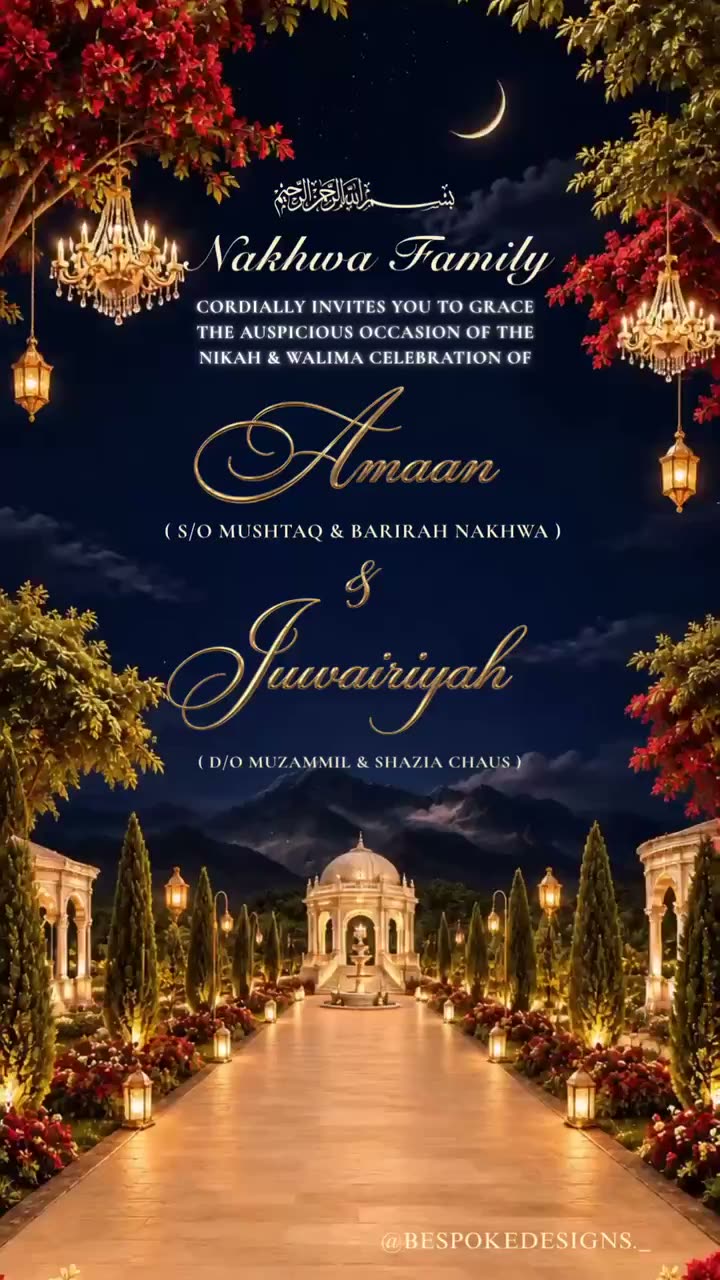 بسم الله الرحمن الرحيم
Nakhwa Family
CORDIALLY INVITES YOU TO GRACE
THE AUSPICIOUS OCCASION OF THE
NIKAH & WALIMA CELEBRATION OF
Amaan
( S/O MUSHTAQ & BARIRAH NAKHWA )
&
Juwairiyah
( D/O MUZAMMIL & SHAZIA CHAUS )
@BESPOKEDESIGNS._